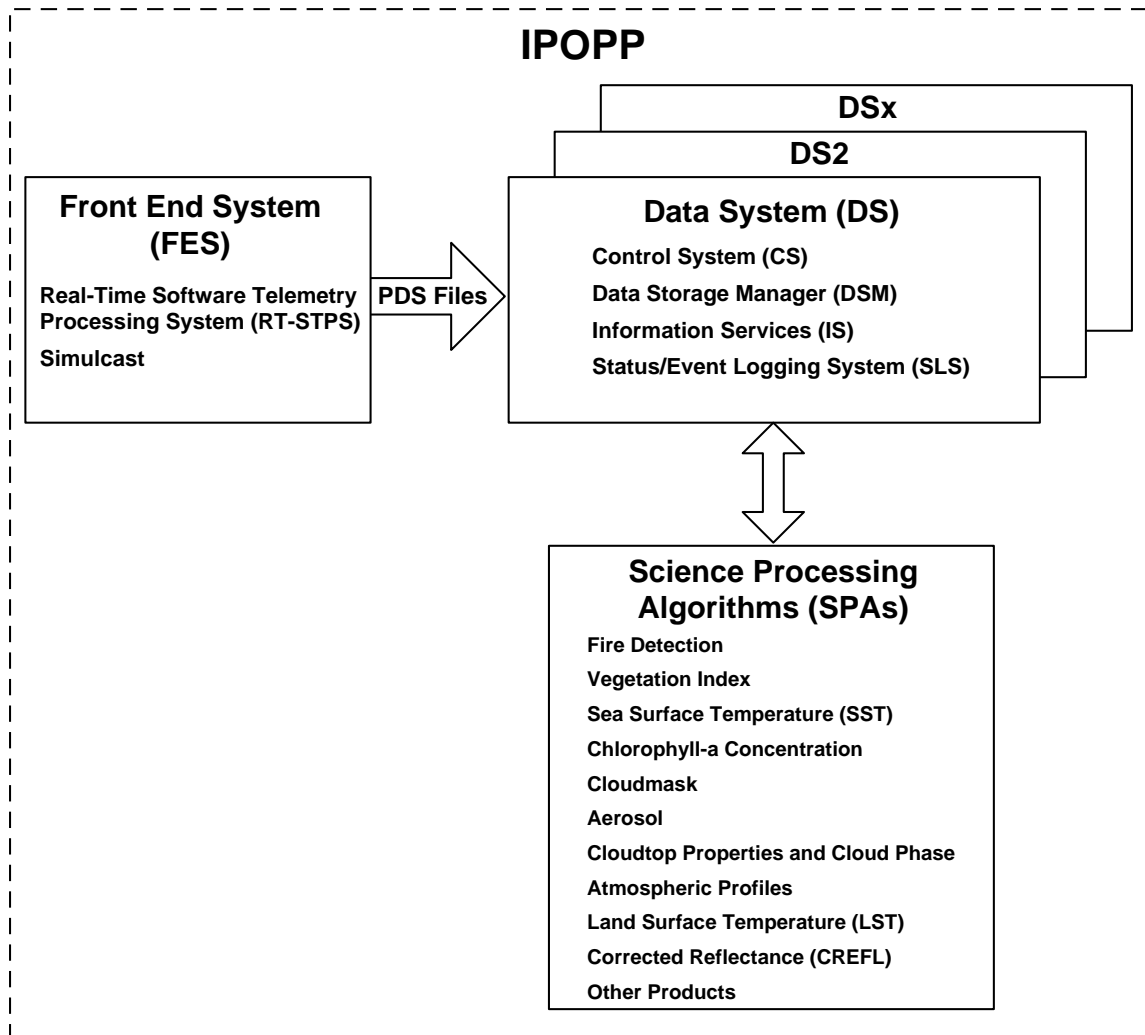 IPOPP
DSx
DS2
Front End System
(FES)
Real-Time Software Telemetry
Processing System (RT-STPS)
Simulcast
PDS Files
Data System (DS)
Control System (CS)
Data Storage Manager (DSM)
Information Services (IS)
Status/Event Logging System (SLS)
Science Processing
Algorithms (SPAs)
Fire Detection
Vegetation Index
Sea Surface Temperature (SST)
Chlorophyll-a Concentration
Cloudmask
Aerosol
Cloudtop Properties and Cloud Phase
Atmospheric Profiles
Land Surface Temperature (LST)
Corrected Reflectance (CREFL)
Other Products